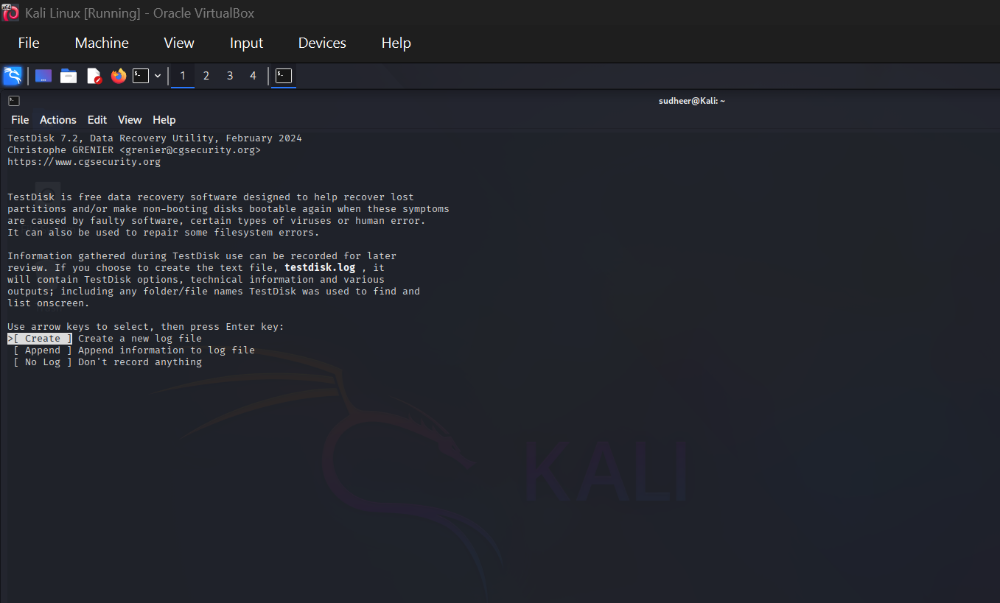 Kali Linux [Running] - Oracle VirtualBox
File Machine View Input Devices Help
1 2 3 4
sudheer@Kali: ~
File Actions Edit View Help
TestDisk 7.2, Data Recovery Utility, February 2024
Christophe GRENIER <grenier@cgsecurity.org>
https://www.cgsecurity.org
TestDisk is free data recovery software designed to help recover lost
partitions and/or make non-booting disks bootable again when these symptoms
are caused by faulty software, certain types of viruses or human error.
It can also be used to repair some filesystem errors.
Information gathered during TestDisk use can be recorded for later
review. If you choose to create the text file, testdisk.log , it
will contain TestDisk options, technical information and various
outputs; including any folder/file names TestDisk was used to find and
list onscreen.
Use arrow keys to select, then press Enter key:
>[ Create ] Create a new log file
[ Append ] Append information to log file
[ No Log ] Don't record anything
KALI